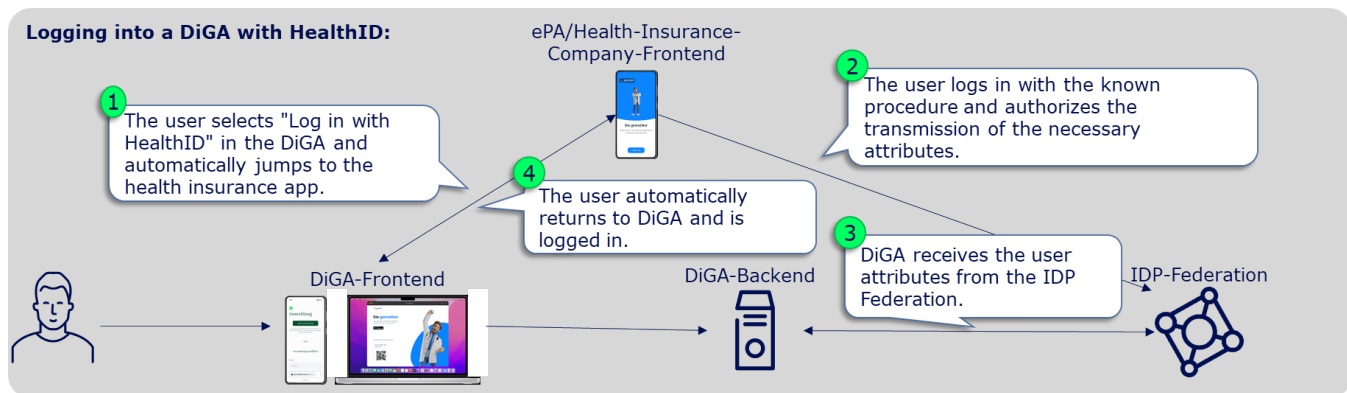 Logging into a DiGA with HealthID:
ePA/Health-Insurance-
Company-Frontend
1
The user selects "Log in with
HealthID" in the DiGA and
automatically jumps to the
health insurance app.
2
The user logs in with the known
procedure and authorizes the
transmission of the necessary
attributes.
4
The user automatically
returns to DiGA and is
logged in.
3
DiGA receives the user
attributes from the IDP
Federation.
DiGA-Frontend
DiGA-Backend
IDP-Federation
Anmeldung
Die gematiker